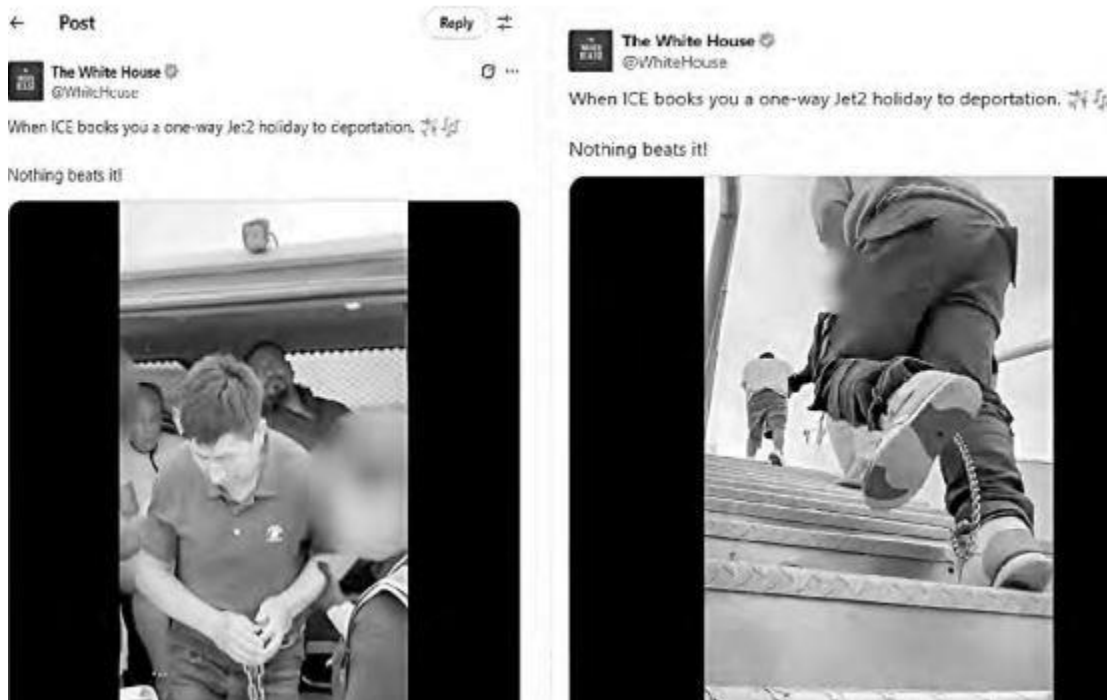 Post
Reply
The White House
@WhiteHouse
When ICE books you a one-way Jet2 holiday to deportation.
Nothing beats it!
The White House
@WhiteHouse
When ICE books you a one-way Jet2 holiday to deportation.
Nothing beats it!